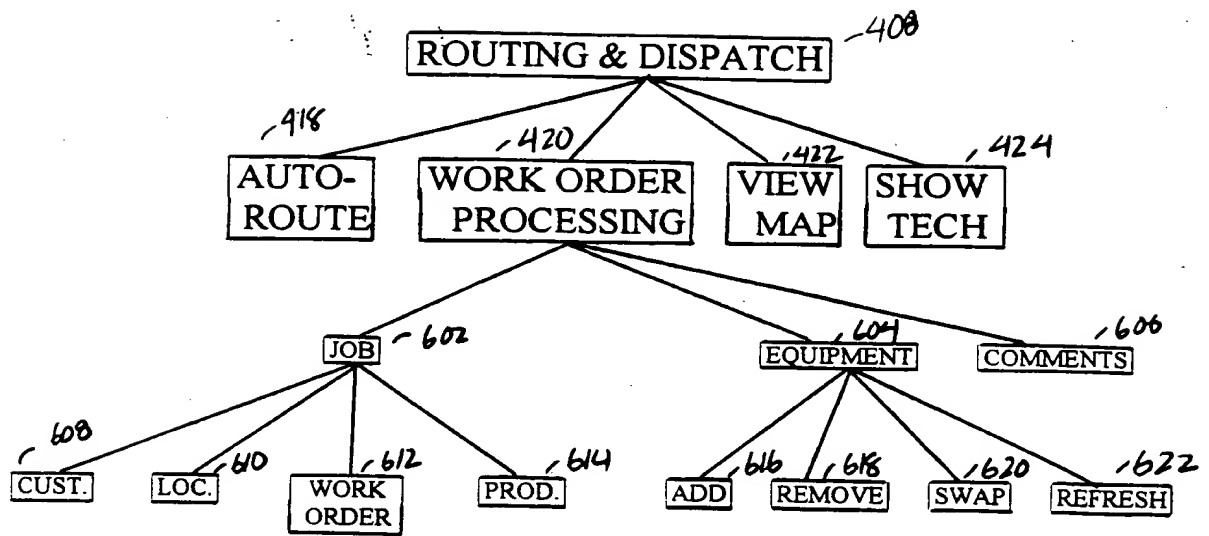 408
ROUTING & DISPATCH
418
420
422
424
AUTO-
ROUTE
WORK ORDER
PROCESSING
VIEW
MAP
SHOW
TECH
602
604
606
JOB
EQUIPMENT
COMMENTS
608
610
612
614
616
618
620
622
CUST.
LOC.
WORK
ORDER
PROD.
ADD
REMOVE
SWAP
REFRESH